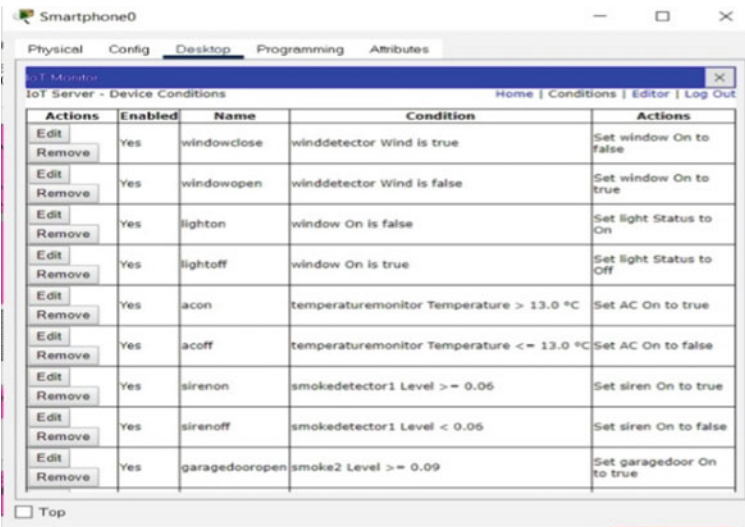 Smartphone0
Physical Config Desktop Programming Attributes
IoT Monitor
IoT Server - Device Conditions Home | Conditions | Editor | Log Out
Actions Enabled Name Condition Actions
Edit
Remove
Yes windowclose winddetector Wind is true Set window On to
false
Edit
Remove
Yes windowopen winddetector Wind is false Set window On to
true
Edit
Remove
Yes lighton window On is false Set light Status to
On
Edit
Remove
Yes lightoff window On is true Set light Status to
Off
Edit
Remove
Yes acon temperaturemonitor Temperature > 13.0 °C Set AC On to true
Edit
Remove
Yes acoff temperaturemonitor Temperature <= 13.0 °C Set AC On to false
Edit
Remove
Yes sirenon smokedetector1 Level >= 0.06 Set siren On to true
Edit
Remove
Yes sirenoff smokedetector1 Level < 0.06 Set siren On to false
Edit
Remove
Yes garagedooropen smoke2 Level >= 0.09 Set garagedoor On
to true
Top